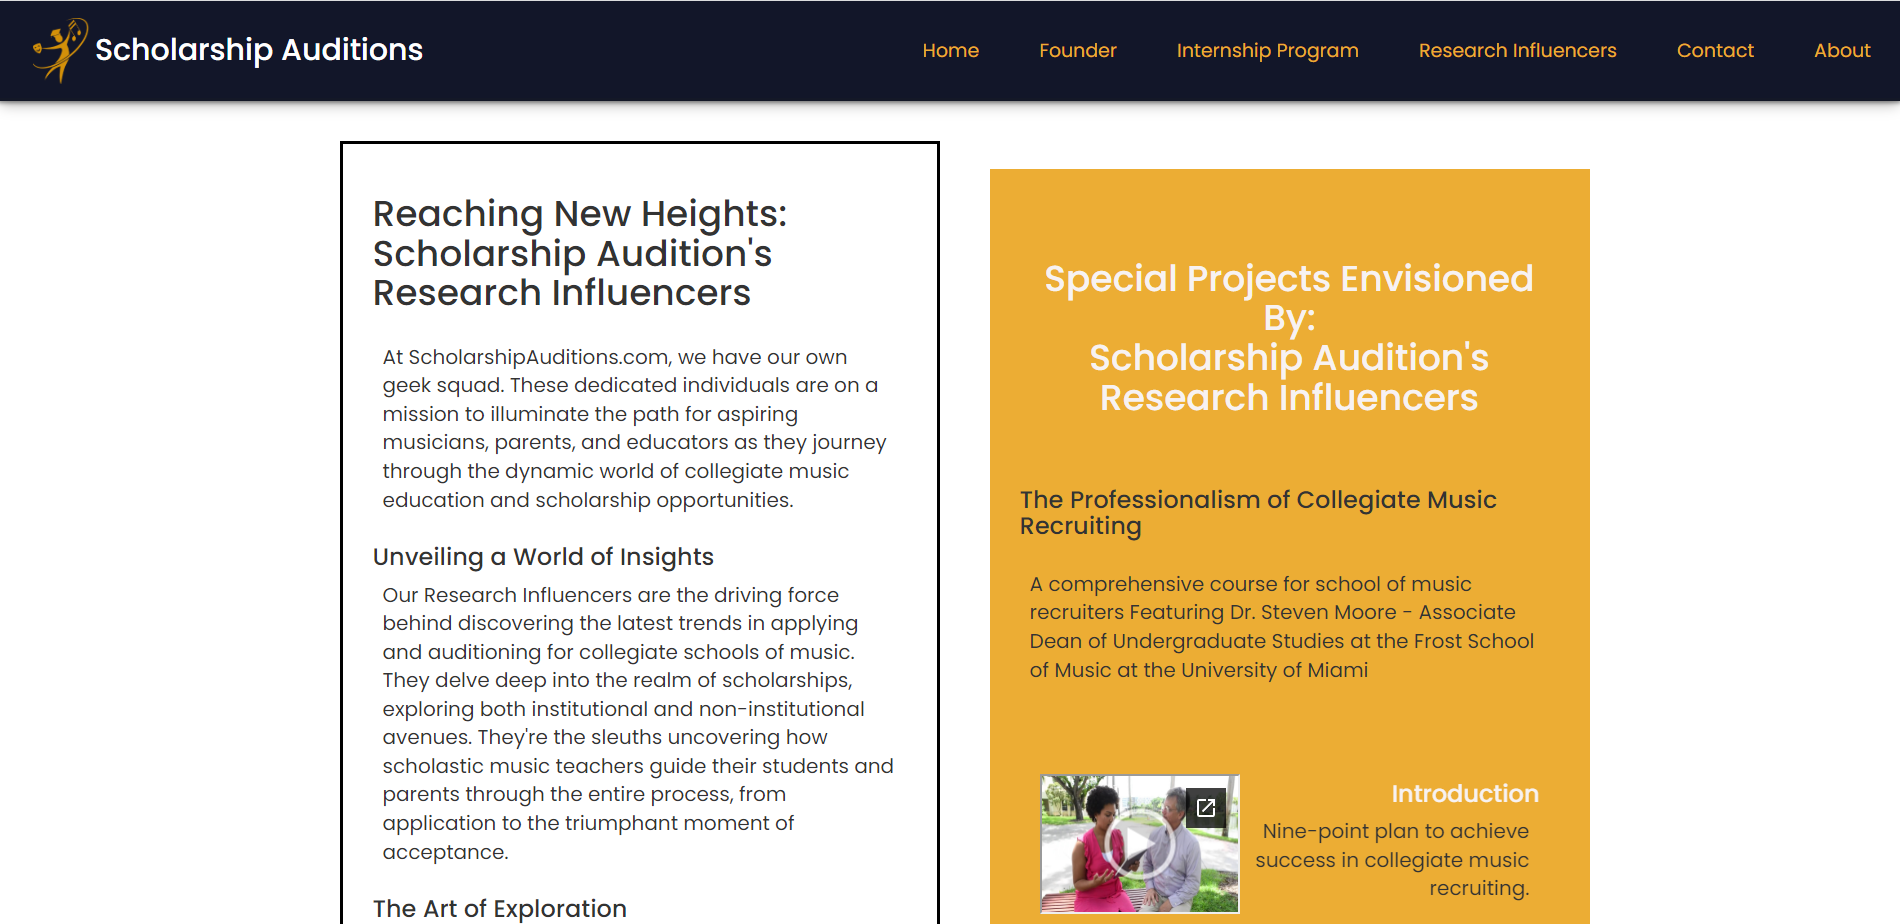 Scholarship Auditions
Home
Founder
Internship Program
Research Influencers
Contact
About
Reaching New Heights:
Scholarship Audition's
Research Influencers
At ScholarshipAuditions.com, we have our own
geek squad. These dedicated individuals are on a
mission to illuminate the path for aspiring
musicians, parents, and educators as they journey
through the dynamic world of collegiate music
education and scholarship opportunities.
Unveiling a World of Insights
Our Research Influencers are the driving force
behind discovering the latest trends in applying
and auditioning for collegiate schools of music.
They delve deep into the realm of scholarships,
exploring both institutional and non-institutional
avenues. They're the sleuths uncovering how
scholastic music teachers guide their students and
parents through the entire process, from
application to the triumphant moment of
acceptance.
The Art of Exploration
Special Projects Envisioned
By:
Scholarship Audition's
Research Influencers
The Professionalism of Collegiate Music
Recruiting
A comprehensive course for school of music
recruiters Featuring Dr. Steven Moore - Associate
Dean of Undergraduate Studies at the Frost School
of Music at the University of Miami
Introduction
Nine-point plan to achieve
success in collegiate music
recruiting.